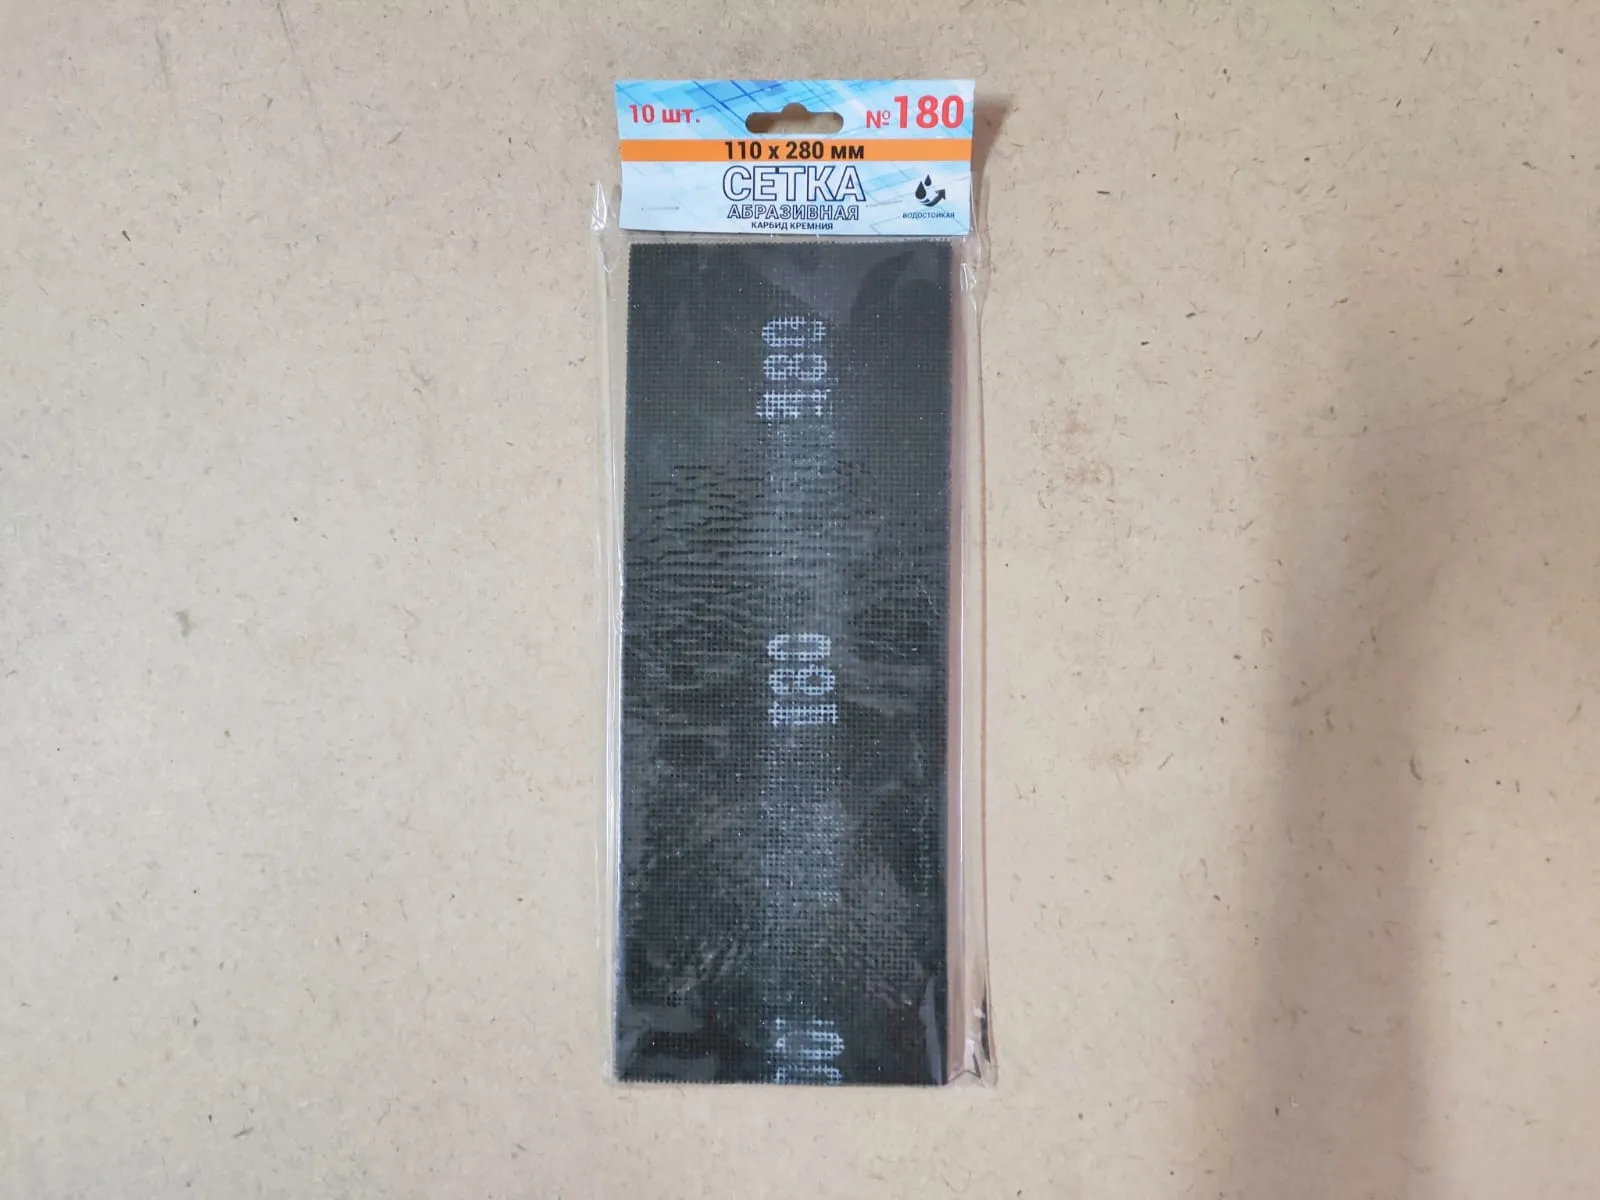 10 шт.
№180
110 x 280 мм
СЕТКА
АБРАЗИВНАЯ
КАРБИД КРЕМНИЯ
ВОДОСТОЙКАЯ
180
180